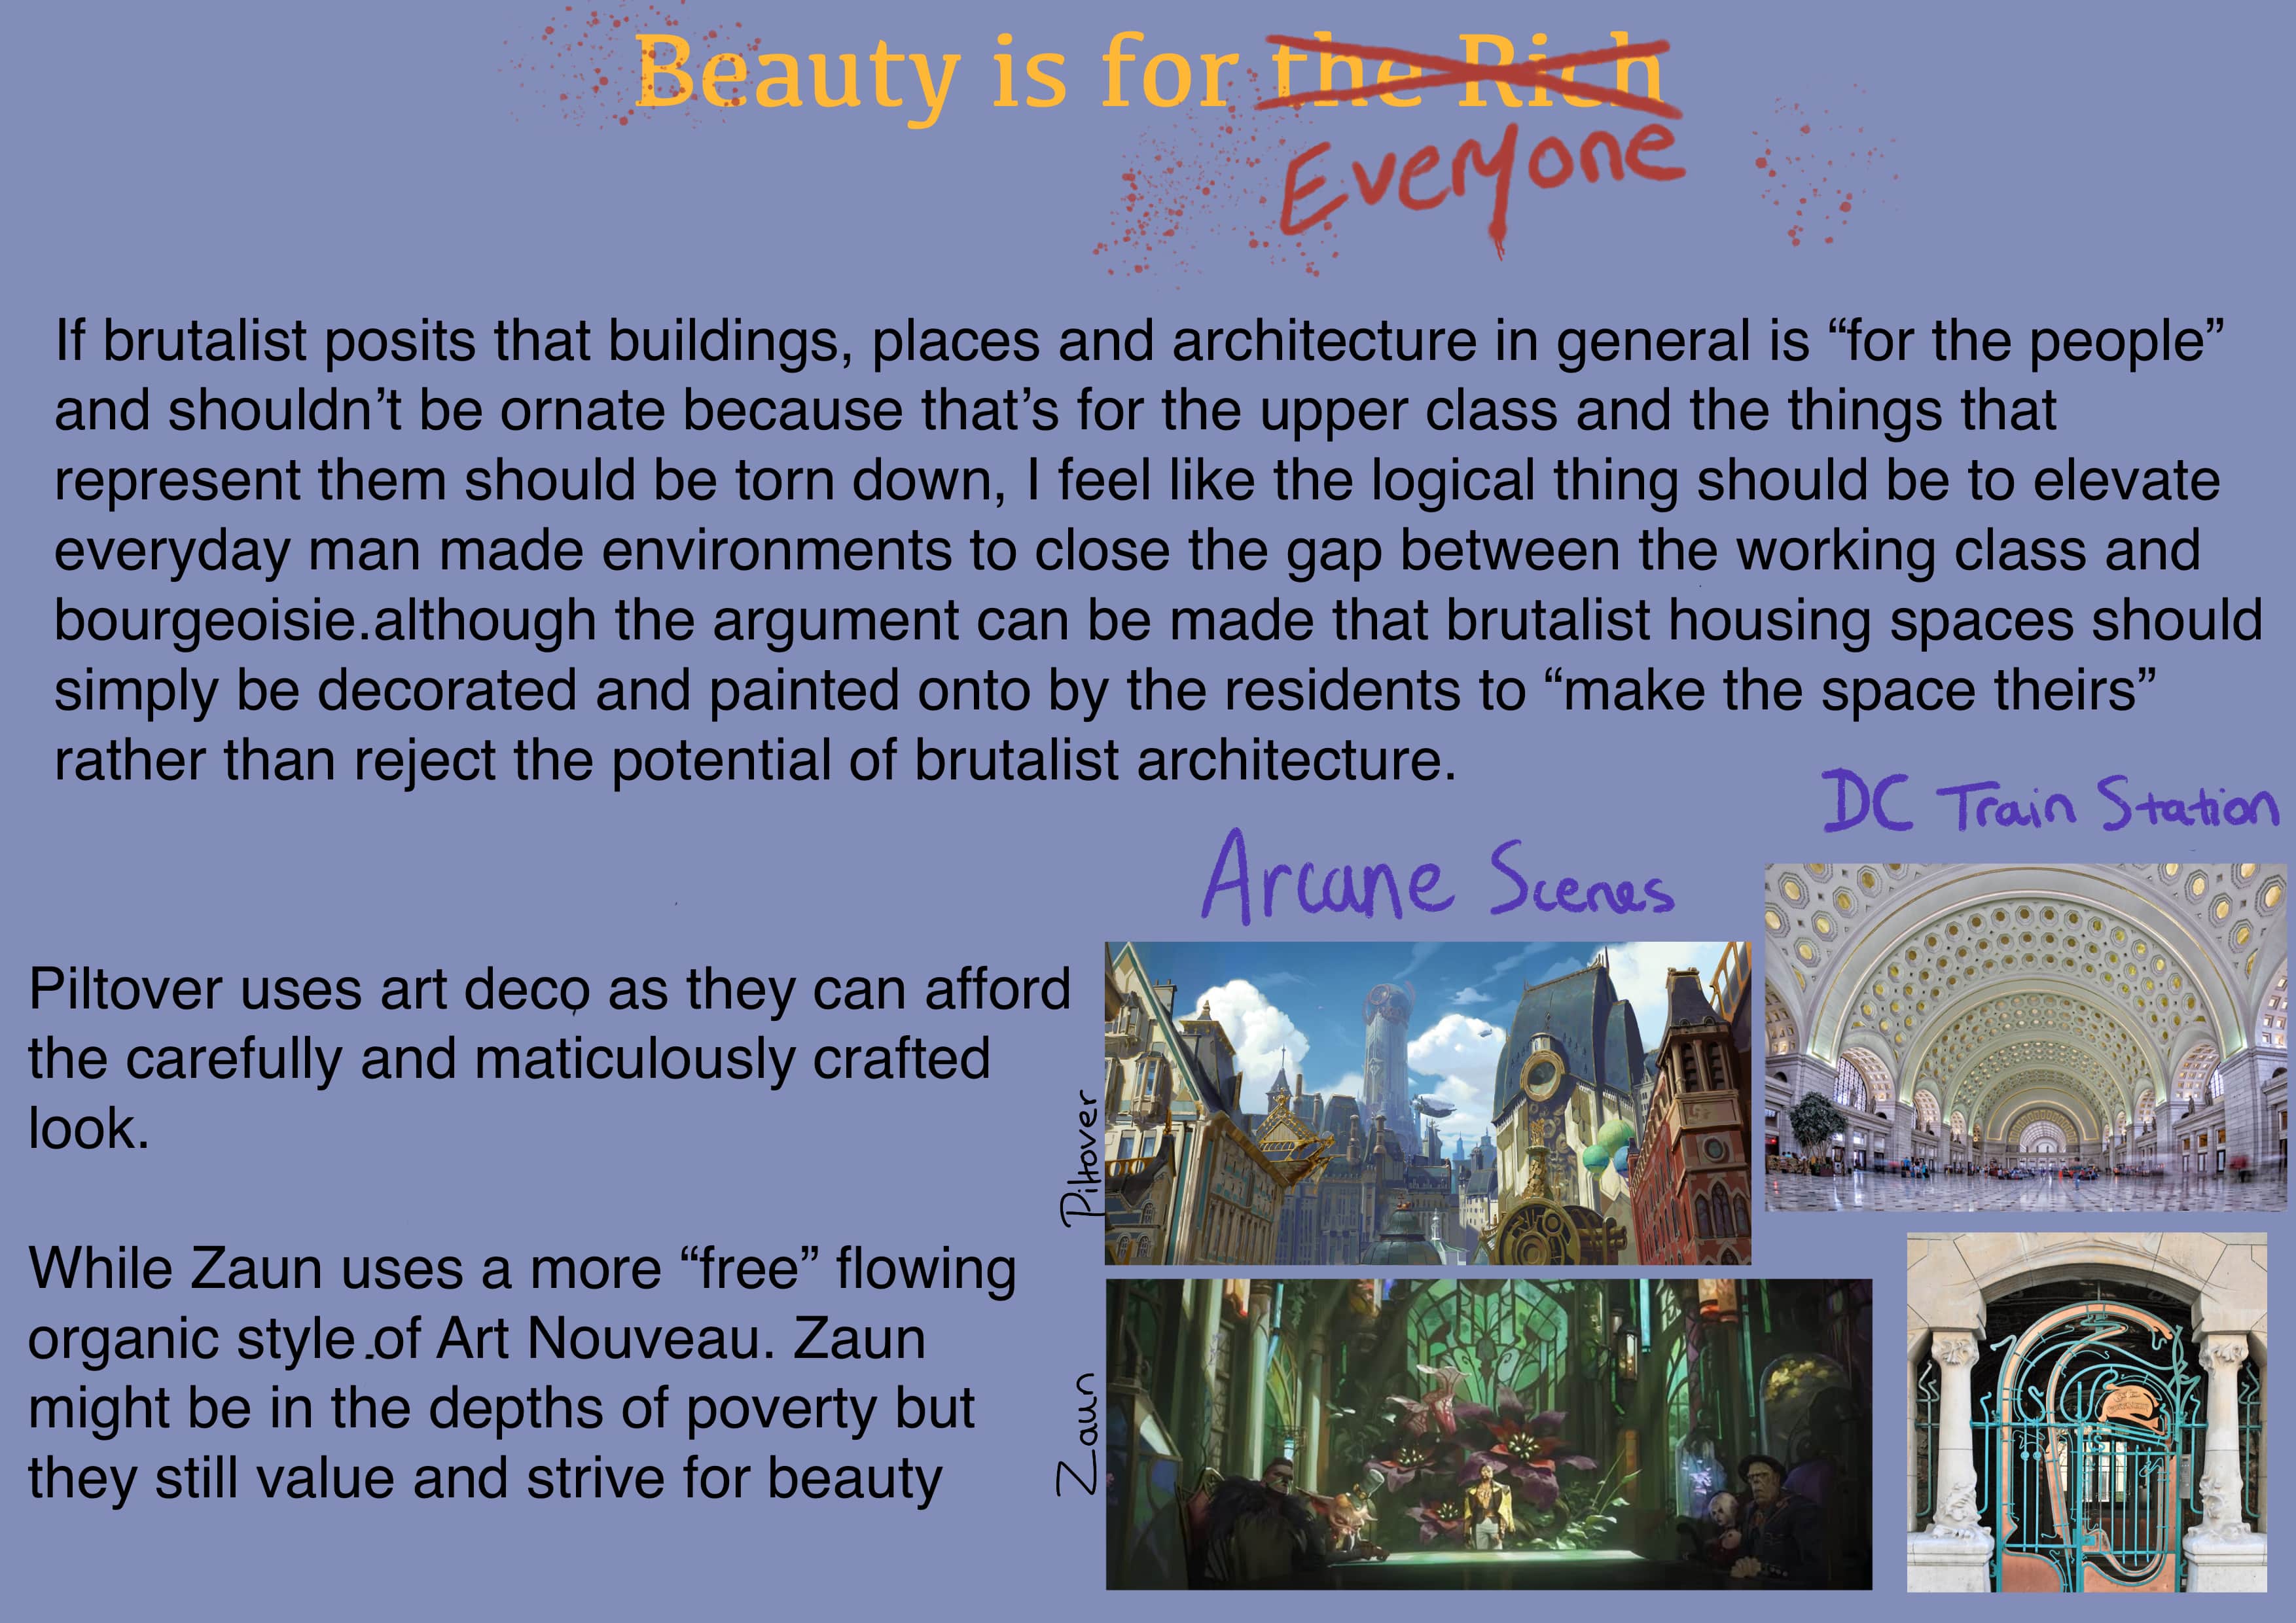 Beauty is for the Rich
Everyone
If brutalist posits that buildings, places and architecture in general is “for the people”
and shouldn’t be ornate because that’s for the upper class and the things that
represent them should be torn down, I feel like the logical thing should be to elevate
everyday man made environments to close the gap between the working class and
bourgeoisie.although the argument can be made that brutalist housing spaces should
simply be decorated and painted onto by the residents to “make the space theirs”
rather than reject the potential of brutalist architecture.
DC Train Station
Arcane Scenes
Piltover uses art deco as they can afford
the carefully and maticulously crafted
look.
Piltover
While Zaun uses a more “free” flowing
organic style of Art Nouveau. Zaun
might be in the depths of poverty but
they still value and strive for beauty
Zaun